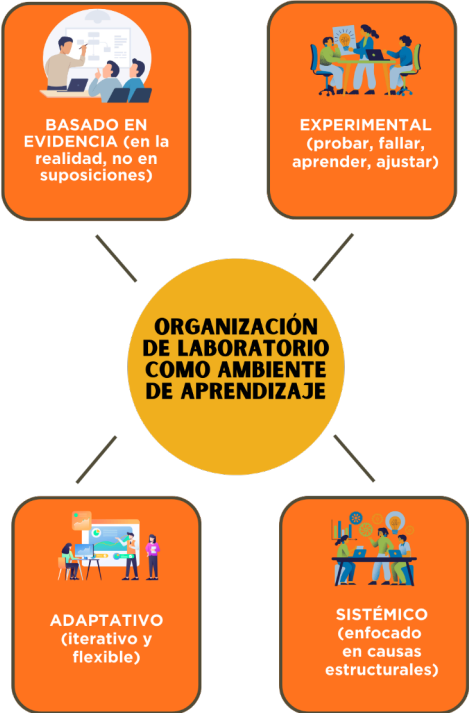 BASADO EN
EVIDENCIA (en la
realidad, no en
suposiciones)
EXPERIMENTAL
(probar, fallar,
aprender, ajustar)
ORGANIZACIÓN
DE LABORATORIO
COMO AMBIENTE
DE APRENDIZAJE
ADAPTATIVO
(iterativo y
flexible)
SISTÉMICO
(enfocado
en causas
estructurales)